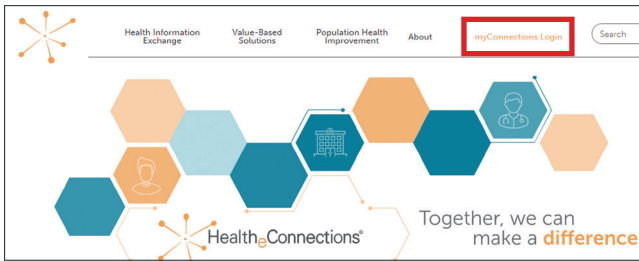 Health Information
Exchange
Value-Based
Solutions
Population Health
Improvement
About
myConnections Login
Search
HealtheConnections®
Together, we can
make a difference